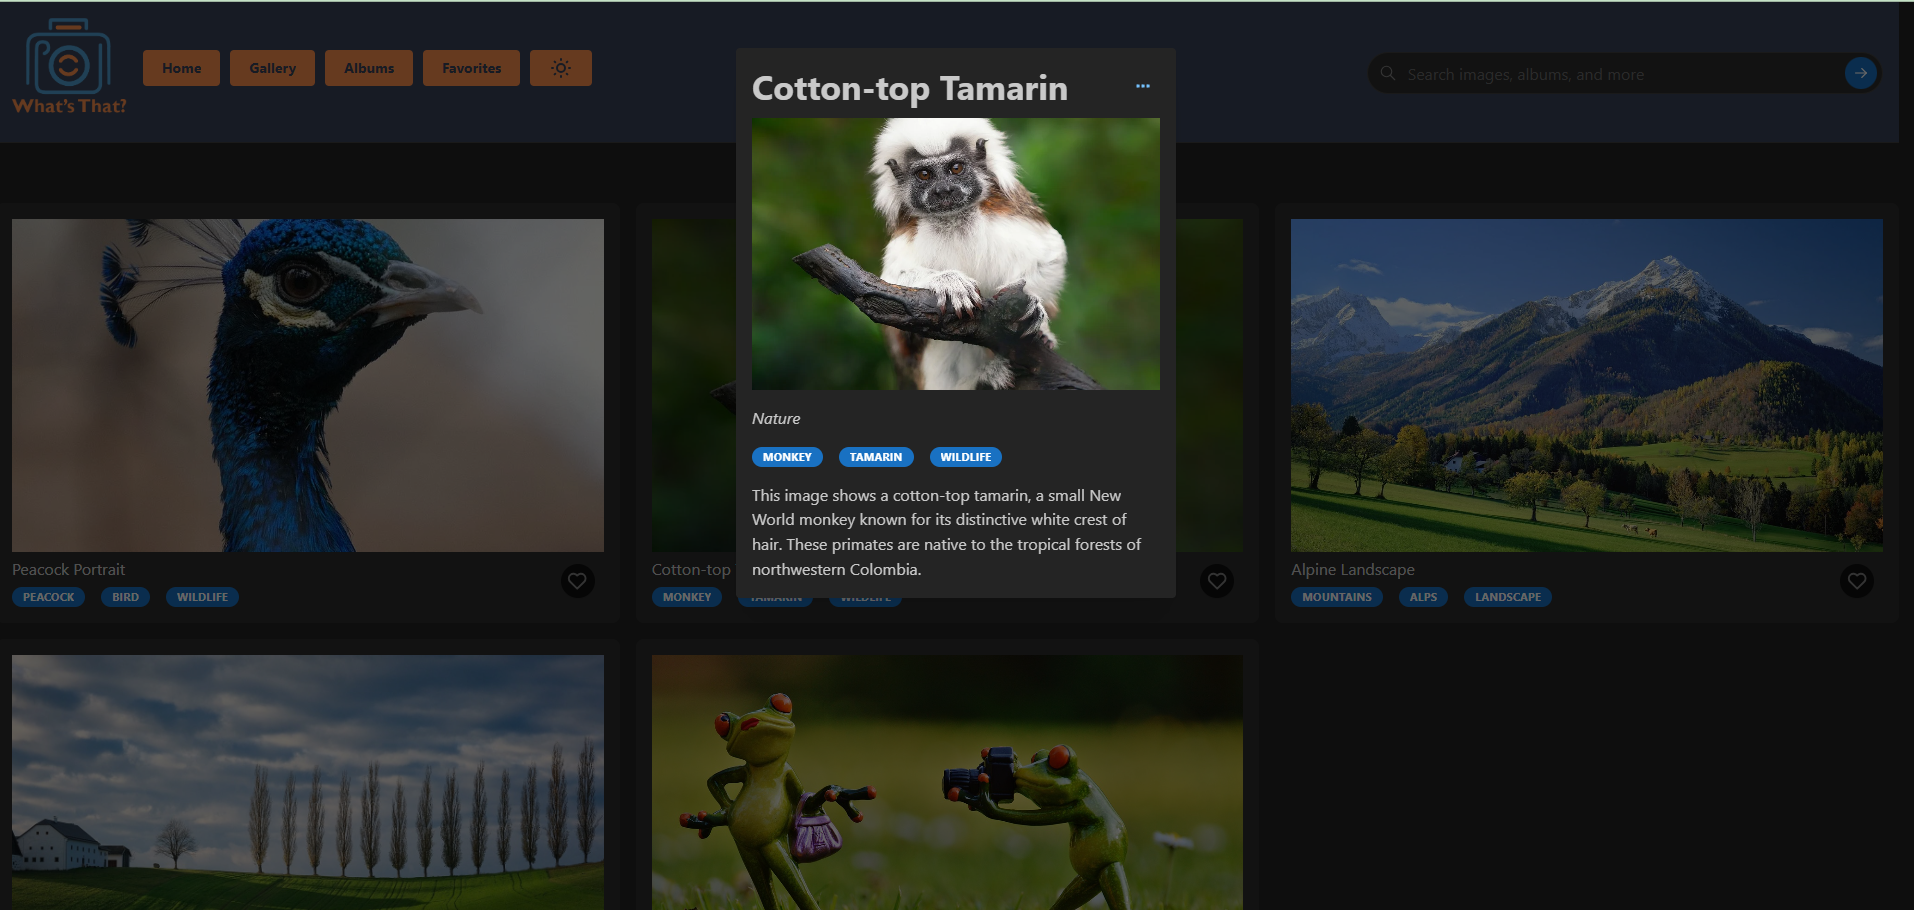 What's That?
Home
Gallery
Albums
Favorites
Search images, albums, and more
Cotton-top Tamarin
Nature
MONKEY TAMARIN WILDLIFE
This image shows a cotton-top tamarin, a small New
World monkey known for its distinctive white crest of
hair. These primates are native to the tropical forests of
northwestern Colombia.
Peacock Portrait
PEACOCK BIRD WILDLIFE
Cotton-top
MONKEY TAMARIN WILDLIFE
Alpine Landscape
MOUNTAINS ALPS LANDSCAPE